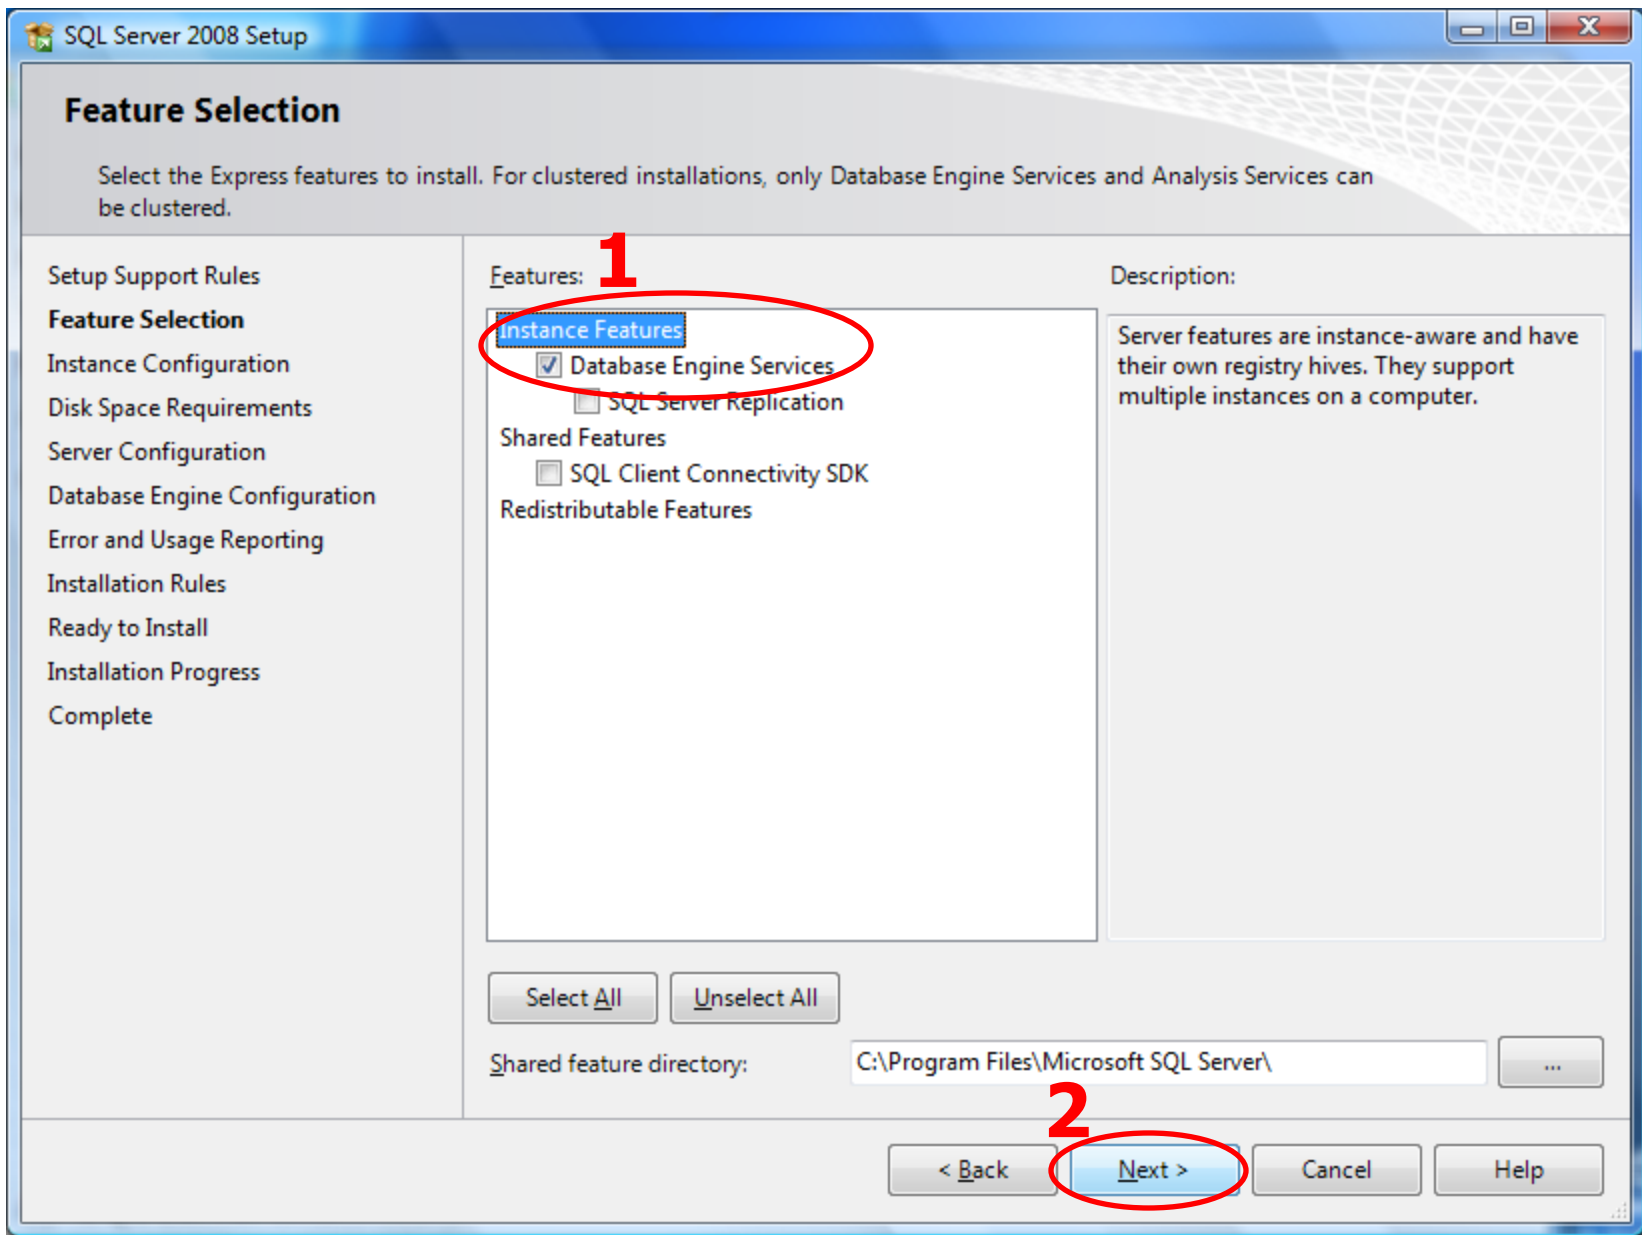 SQL Server 2008 Setup
Feature Selection
Select the Express features to install. For clustered installations, only Database Engine Services and Analysis Services can
be clustered.
Setup Support Rules
Feature Selection
Instance Configuration
Disk Space Requirements
Server Configuration
Database Engine Configuration
Error and Usage Reporting
Installation Rules
Ready to Install
Installation Progress
Complete
Features:
1
Instance Features
Database Engine Services
SQL Server Replication
Shared Features
SQL Client Connectivity SDK
Redistributable Features
Description:
Server features are instance-aware and have
their own registry hives. They support
multiple instances on a computer.
Select All
Unselect All
Shared feature directory:
C:\Program Files\Microsoft SQL Server\
...
2
< Back
Next >
Cancel
Help